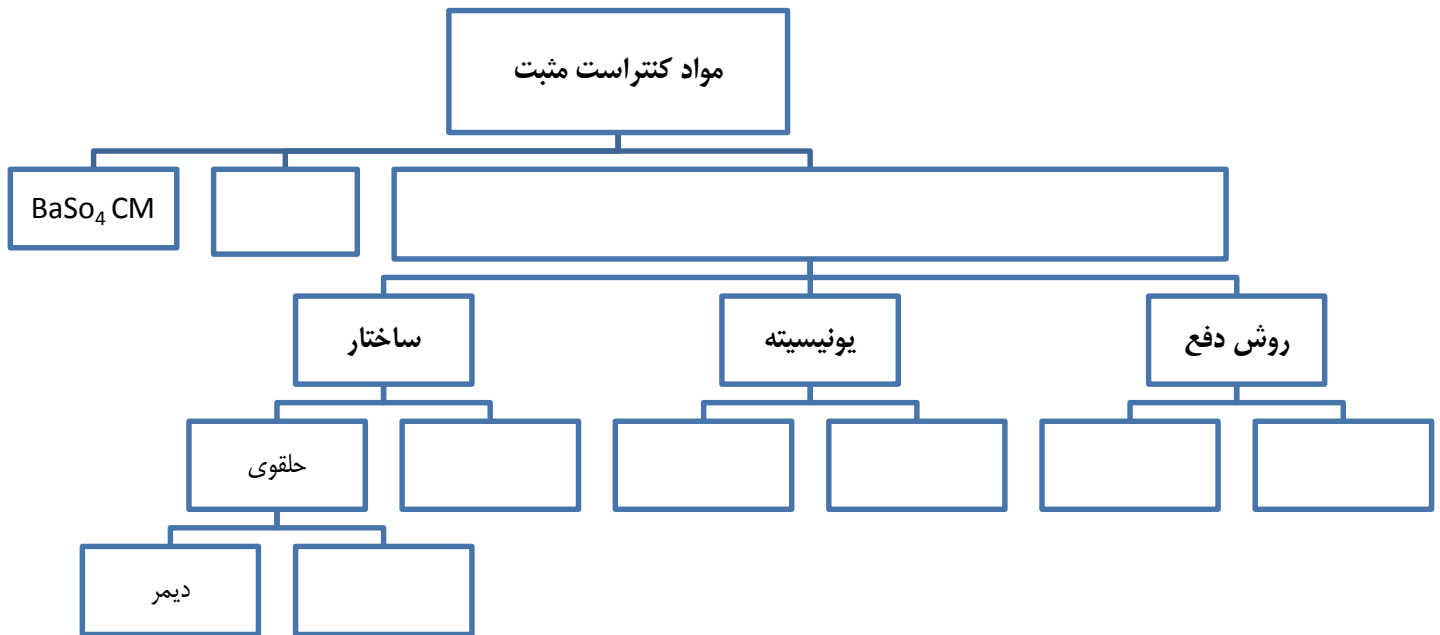 مواد کنتراست مثبت
BaSo₄ CM
ساختار
یونیسیته
روش دفع
حلقوی
دیمر